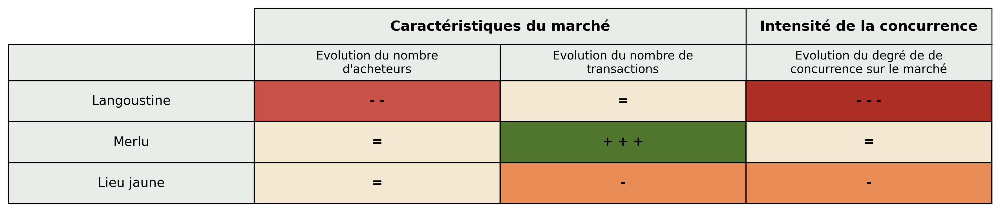 Caractéristiques du marché
Intensité de la concurrence
Evolution du nombre
d'acheteurs
Evolution du nombre de
transactions
Evolution du degré de de
concurrence sur le marché
Langoustine
- -
=
- - -
Merlu
=
+ + +
=
Lieu jaune
=
-
-